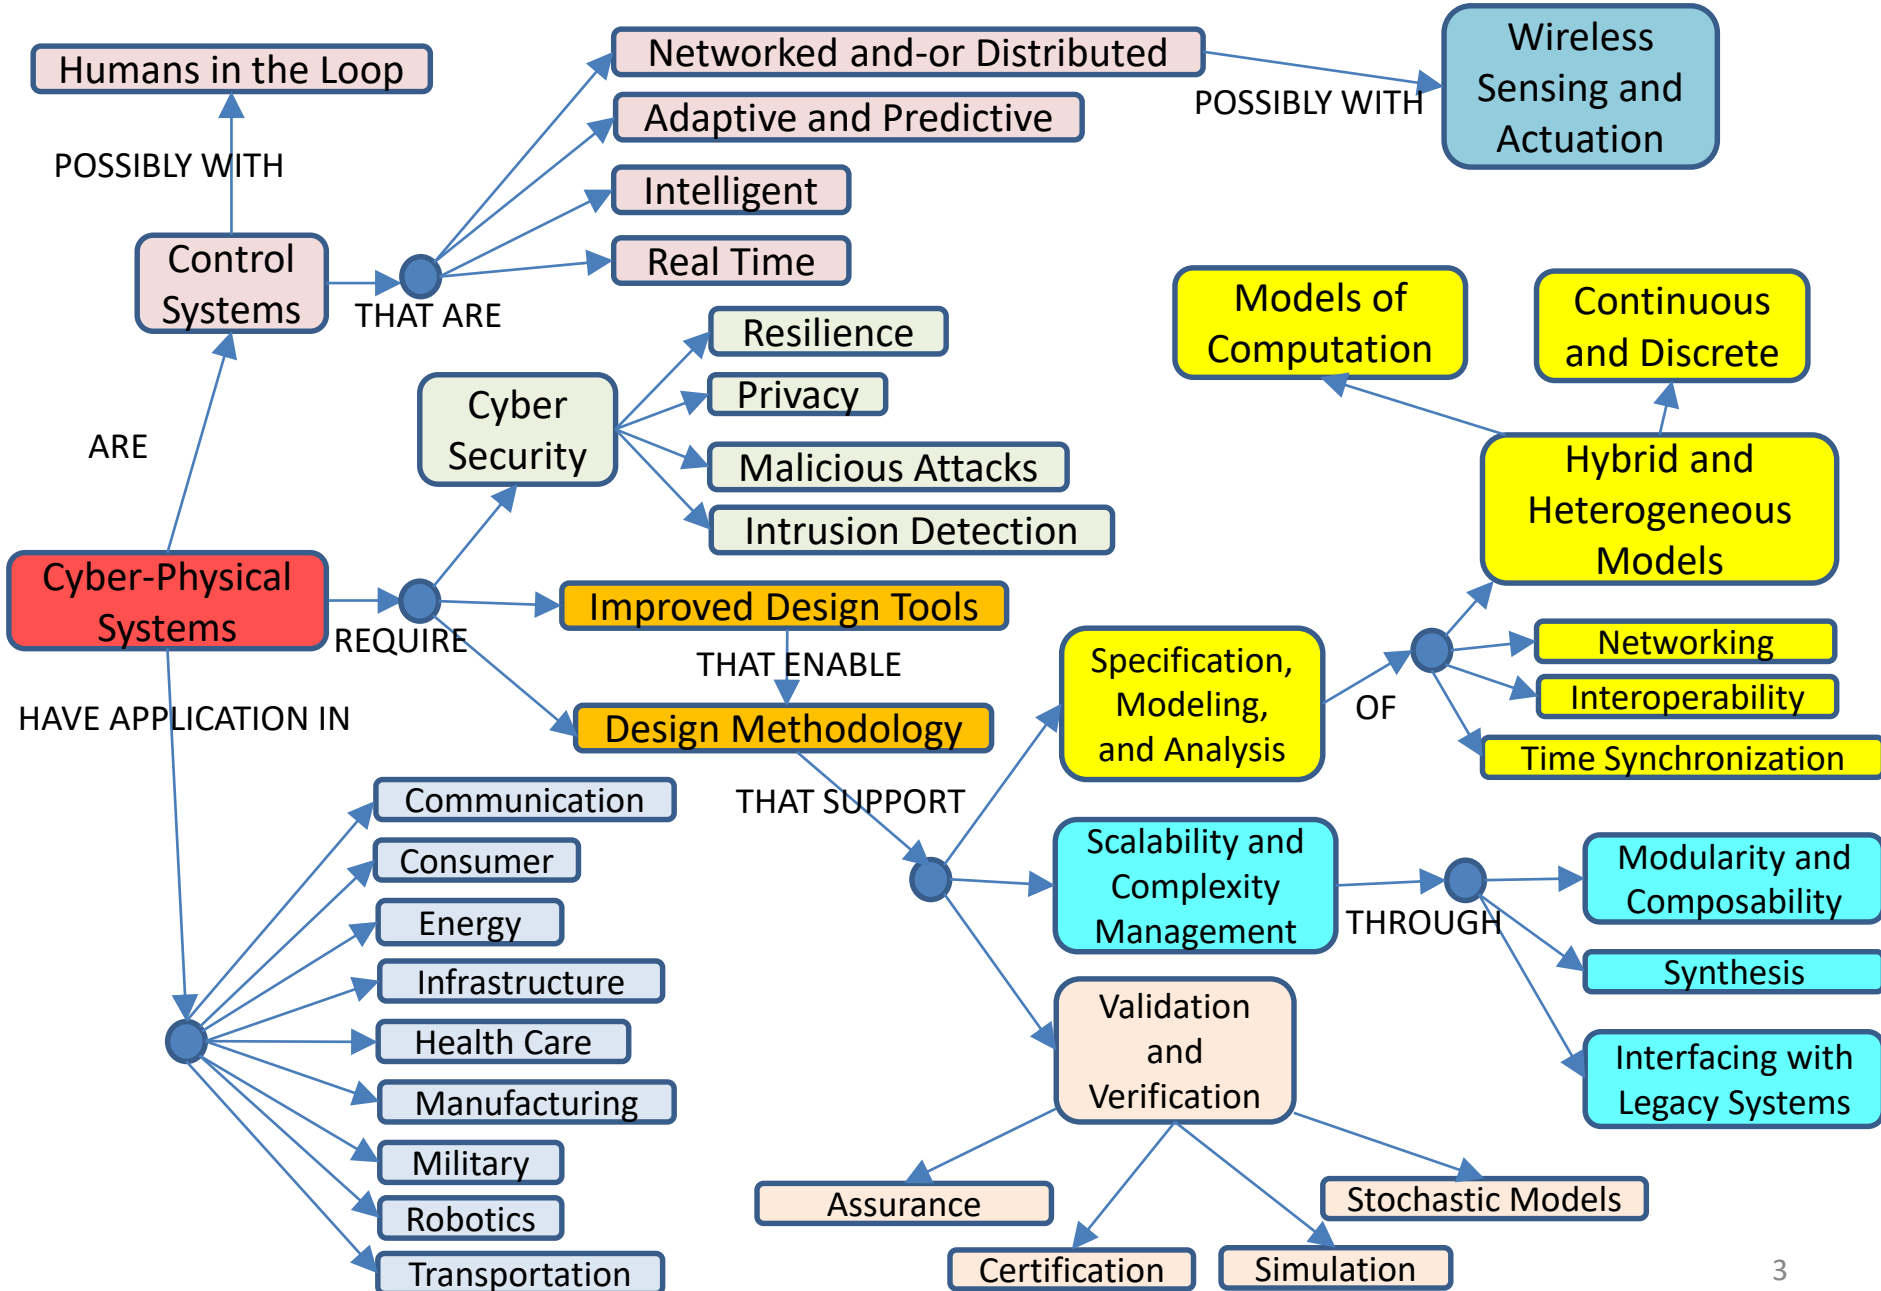 Humans in the Loop
POSSIBLY WITH
Control
Systems
THAT ARE
Networked and-or Distributed
Adaptive and Predictive
Intelligent
Real Time
POSSIBLY WITH
Wireless
Sensing and
Actuation
ARE
Cyber
Security
Resilience
Privacy
Malicious Attacks
Intrusion Detection
Models of
Computation
Continuous
and Discrete
Hybrid and
Heterogeneous
Models
Cyber-Physical
Systems
REQUIRE
Improved Design Tools
THAT ENABLE
Design Methodology
THAT SUPPORT
Specification,
Modeling,
and Analysis
OF
Networking
Interoperability
Time Synchronization
HAVE APPLICATION IN
Communication
Consumer
Energy
Infrastructure
Health Care
Manufacturing
Military
Robotics
Transportation
Scalability and
Complexity
Management
THROUGH
Modularity and
Composability
Synthesis
Interfacing with
Legacy Systems
Validation
and
Verification
Assurance
Certification
Simulation
Stochastic Models
3